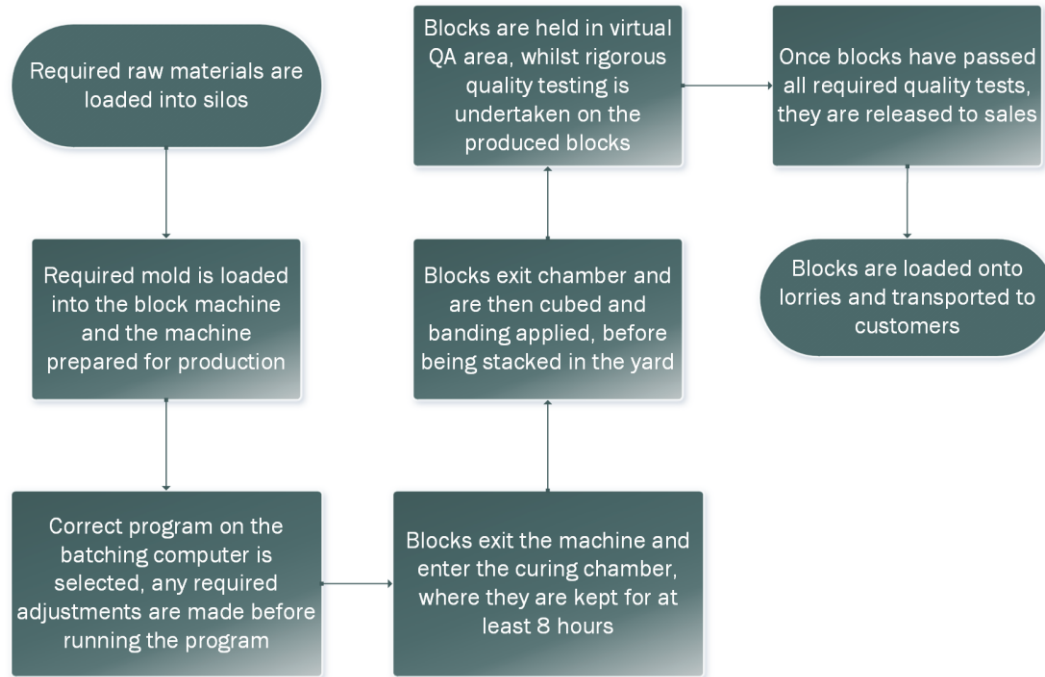 Required raw materials are
loaded into silos
Required mold is loaded
into the block machine
and the machine
prepared for production
Correct program on the
batching computer is
selected, any required
adjustments are made before
running the program
Blocks exit the machine and
enter the curing chamber,
where they are kept for at
least 8 hours
Blocks exit chamber and
are then cubed and
banding applied, before
being stacked in the yard
Blocks are held in virtual
QA area, whilst rigorous
quality testing is
undertaken on the
produced blocks
Once blocks have passed
all required quality tests,
they are released to sales
Blocks are loaded onto
lorries and transported to
customers